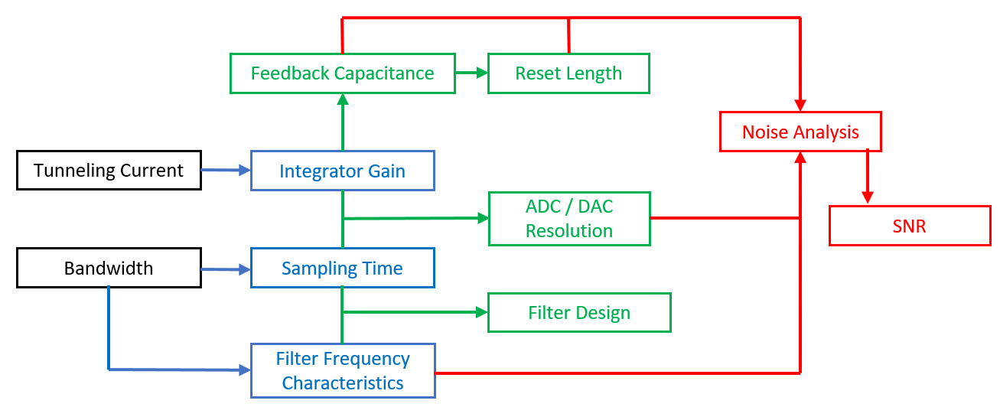 Feedback Capacitance
Reset Length
Noise Analysis
Tunneling Current
Integrator Gain
ADC / DAC
Resolution
SNR
Bandwidth
Sampling Time
Filter Design
Filter Frequency
Characteristics